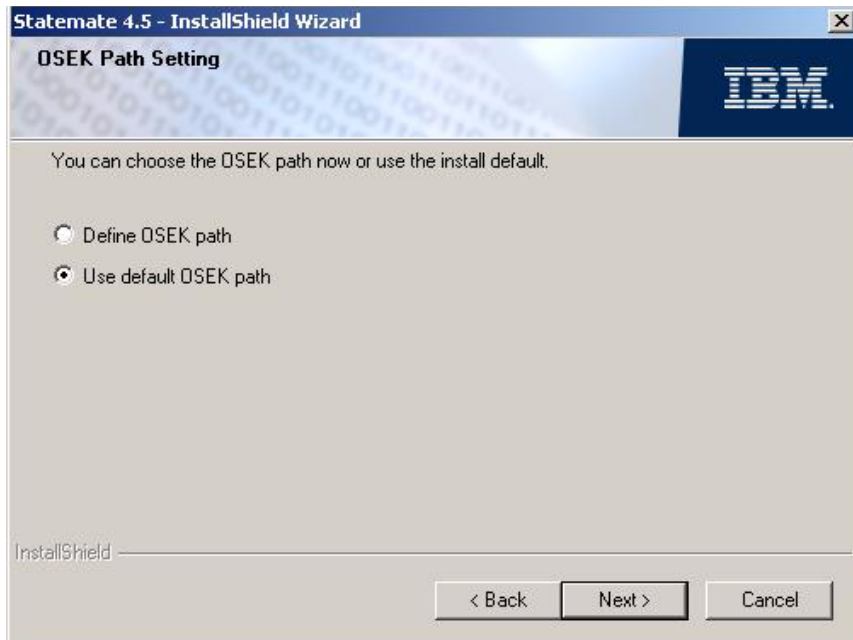 Statemate 4.5 - InstallShield Wizard
OSEK Path Setting
IBM.
You can choose the OSEK path now or use the install default.
Define OSEK path
Use default OSEK path
InstallShield
< Back Next > Cancel